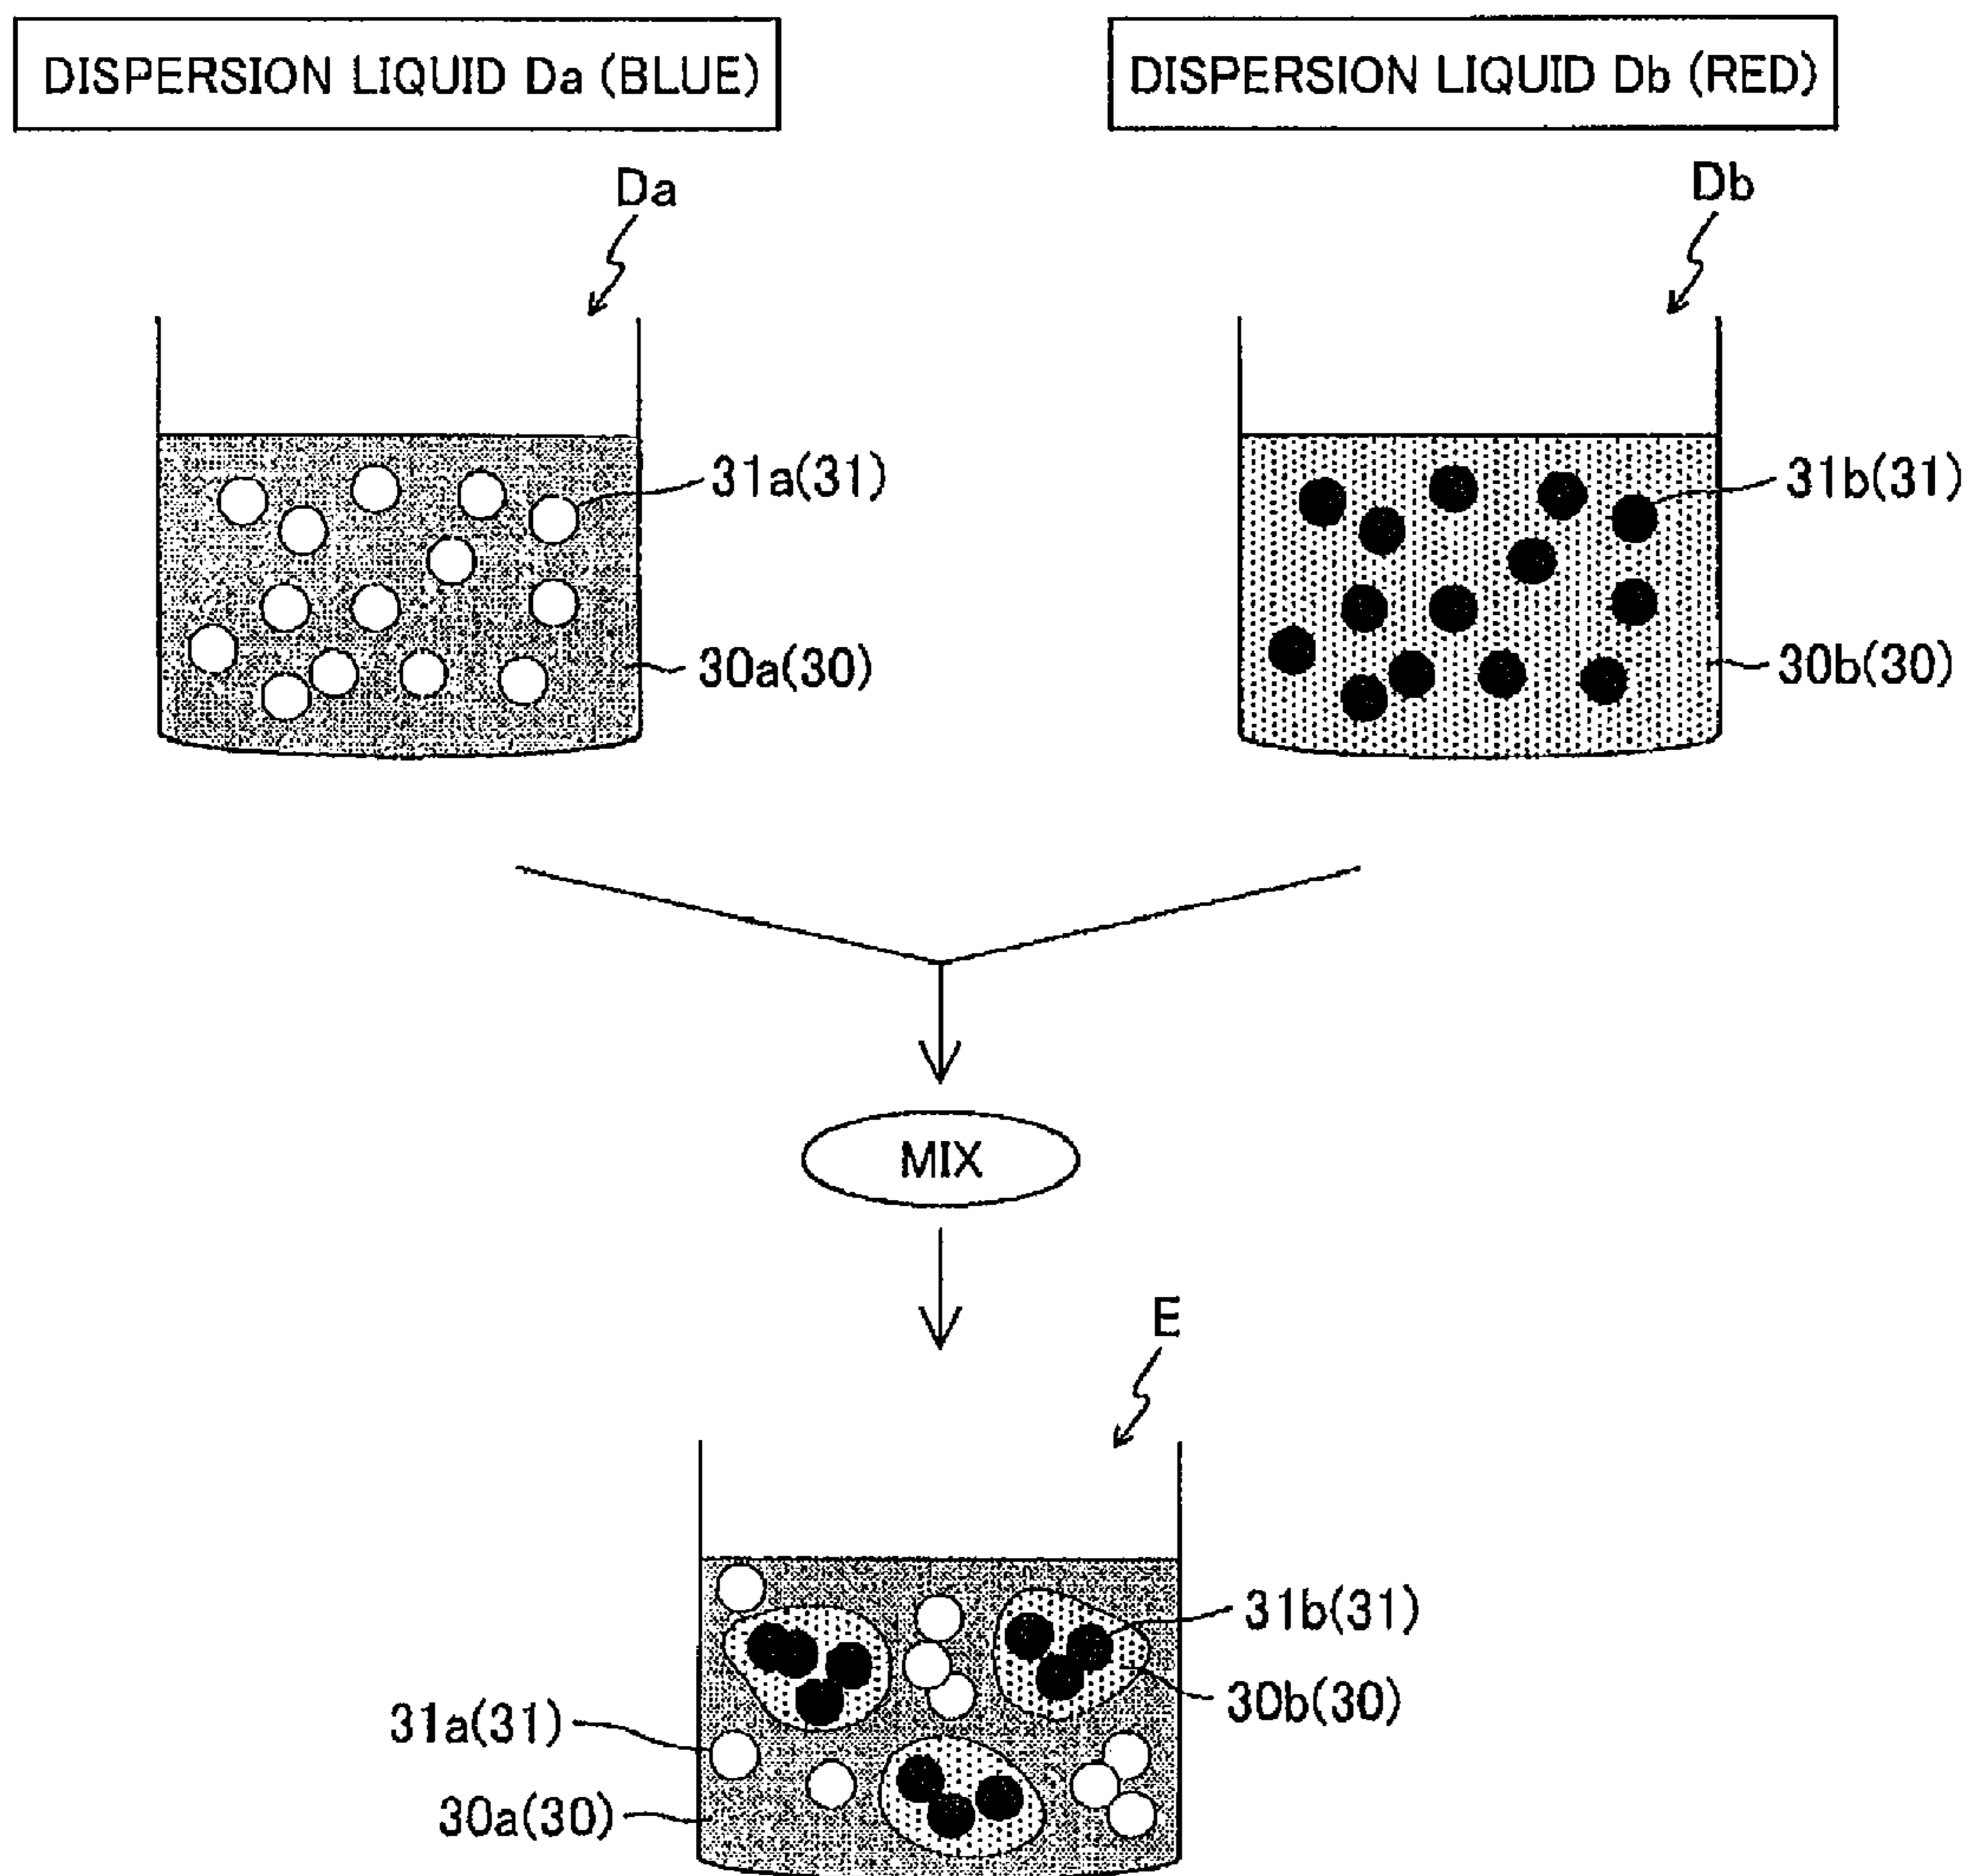 DISPERSION LIQUID Da (BLUE)
DISPERSION LIQUID Db (RED)
Da
Db
31a(31)
31b(31)
30a(30)
30b(30)
MIX
E
31b(31)
30b(30)
31a(31)
30a(30)